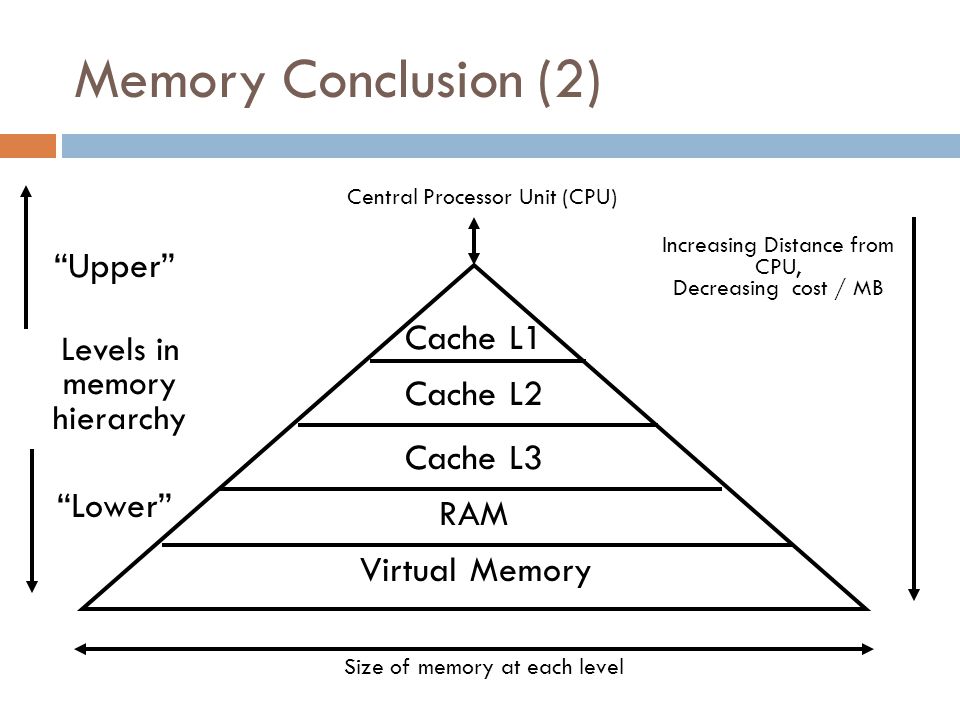 Memory Conclusion (2)
Central Processor Unit (CPU)
“Upper”
Increasing Distance from
CPU,
Decreasing cost / MB
Levels in
memory
hierarchy
“Lower”
Cache L1
Cache L2
Cache L3
RAM
Virtual Memory
Size of memory at each level